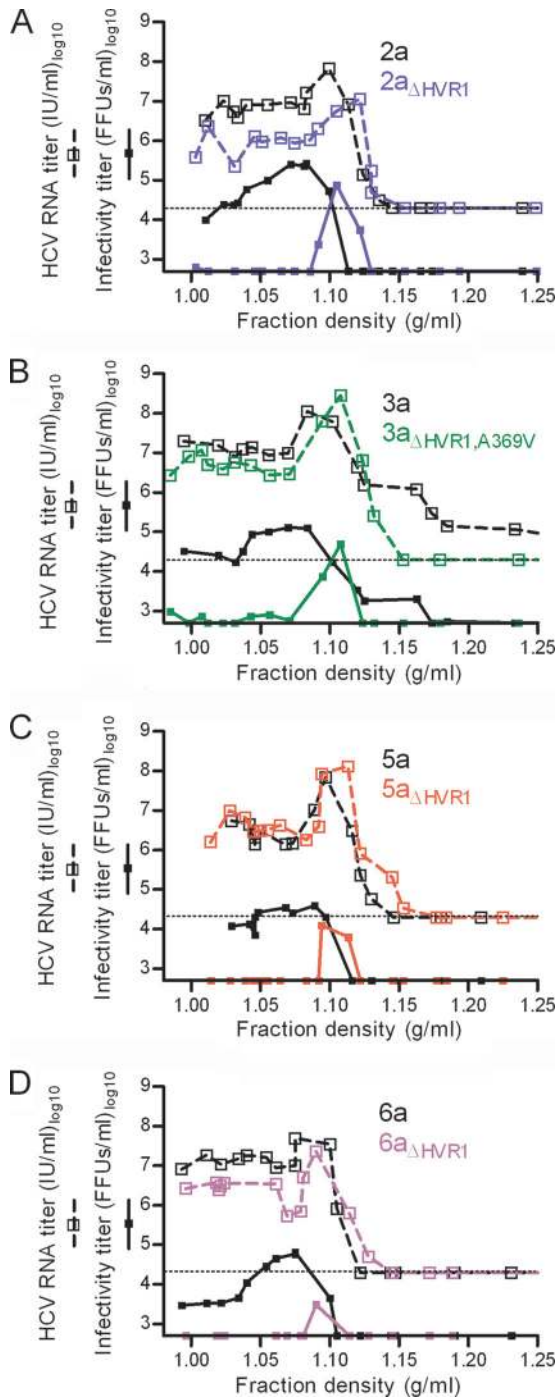 A
HCV RNA titer (IU/ml)log10
Infectivity titer (FFUs/ml)log10
9
8
7
6
5
4
3
2a
2aΔHVR1
1.00 1.05 1.10 1.15 1.20 1.25
Fraction density (g/ml)
B
HCV RNA titer (IU/ml)log10
Infectivity titer (FFUs/ml)log10
9
8
7
6
5
4
3
3a
3aΔHVR1,A369V
1.00 1.05 1.10 1.15 1.20 1.25
Fraction density (g/ml)
C
HCV RNA titer (IU/ml)log10
Infectivity titer (FFUs/ml)log10
9
8
7
6
5
4
3
5a
5aΔHVR1
1.00 1.05 1.10 1.15 1.20 1.25
Fraction density (g/ml)
D
HCV RNA titer (IU/ml)log10
Infectivity titer (FFUs/ml)log10
9
8
7
6
5
4
3
6a
6aΔHVR1
1.00 1.05 1.10 1.15 1.20 1.25
Fraction density (g/ml)